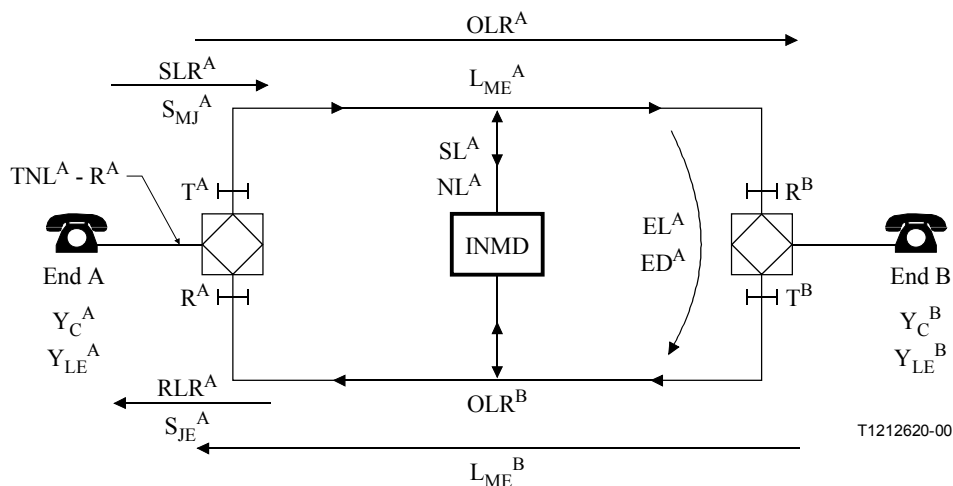 OLR^A
SLR^A
L_ME^A
S_MJ^A
SL^A
TNL^A - R^A
NL^A
T^A
R^B
EL^A
INMD
ED^A
End A
End B
R^A
T^B
Y_C^A
Y_C^B
Y_LE^A
Y_LE^B
RLR^A
OLR^B
S_JE^A
T1212620-00
L_ME^B